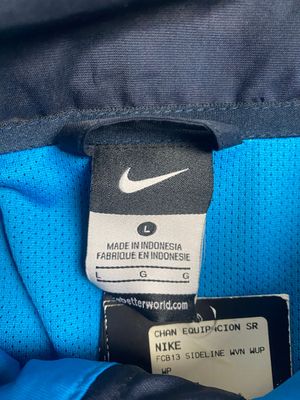 L
MADE IN INDONESIA
FABRIQUÉ EN INDONESIE
L G G
betterworld.com
CHAN EQUIPACION SR
NIKE
FCB13 SIDELINE WVN WUP
WP